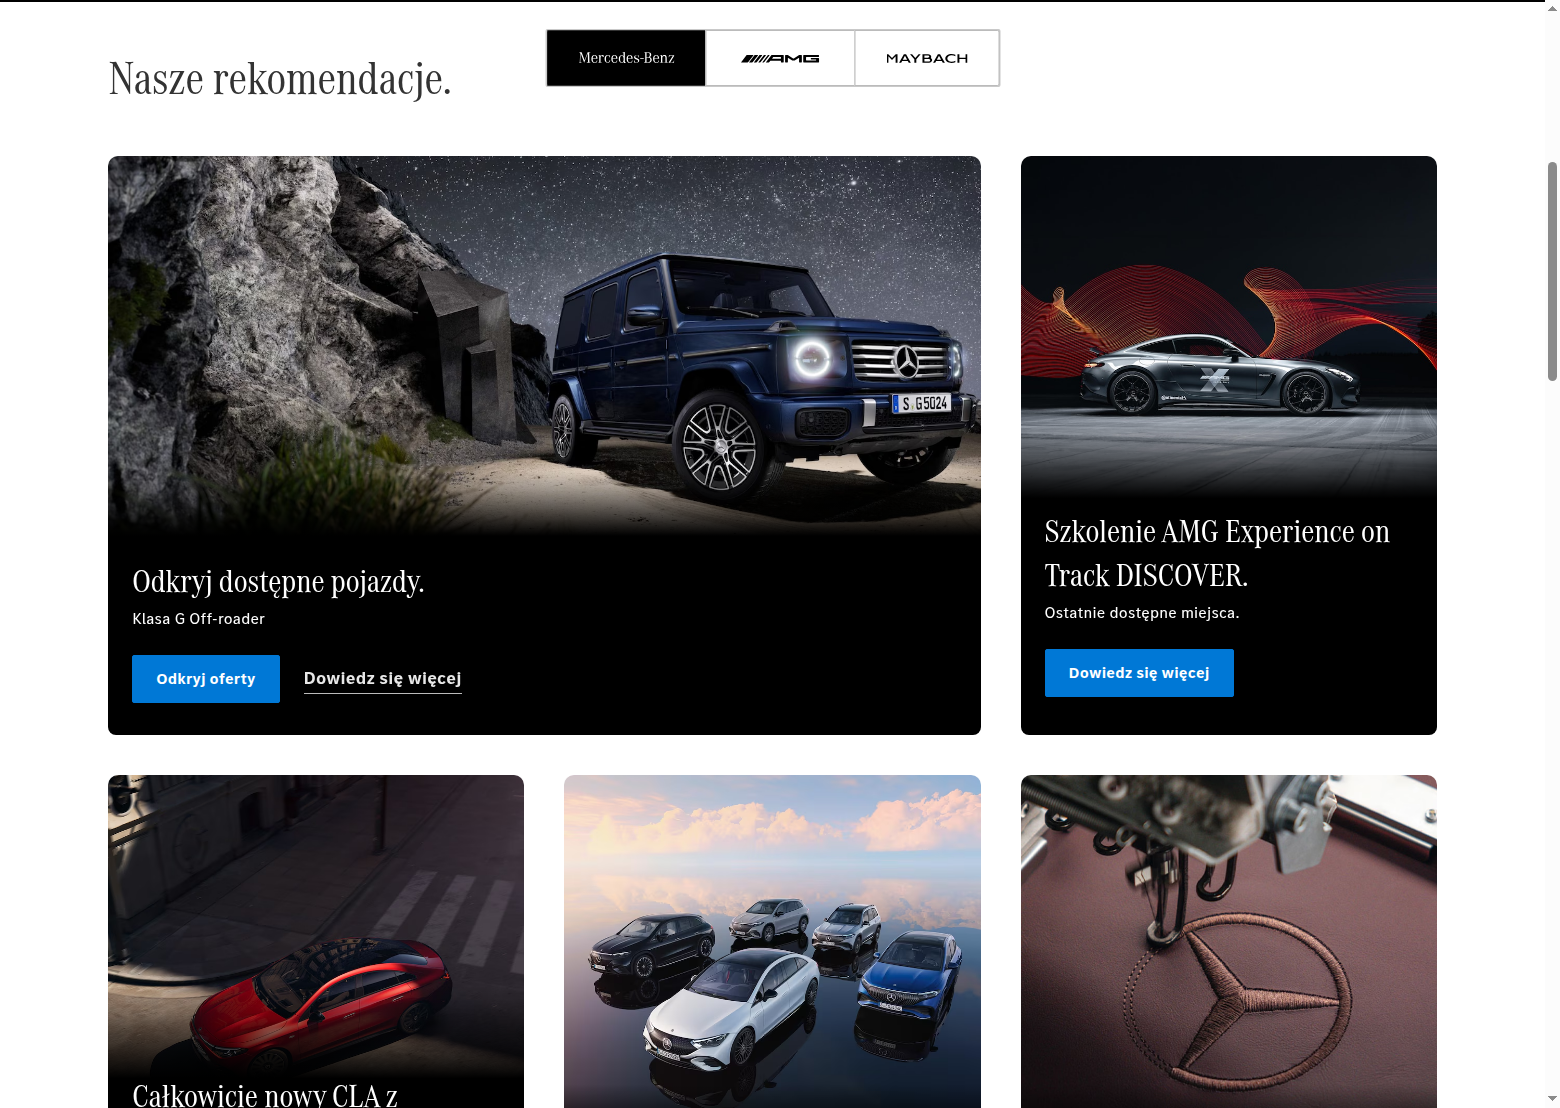 Nasze rekomendacje.
Mercedes-Benz
AMG
MAYBACH
S G 5024
Odkryj dostępne pojazdy.
Klasa G Off-roader
Odkryj oferty
Dowiedz się więcej
Szkolenie AMG Experience on
Track DISCOVER.
Ostatnie dostępne miejsca.
Dowiedz się więcej
Całkowicie nowy CLA z